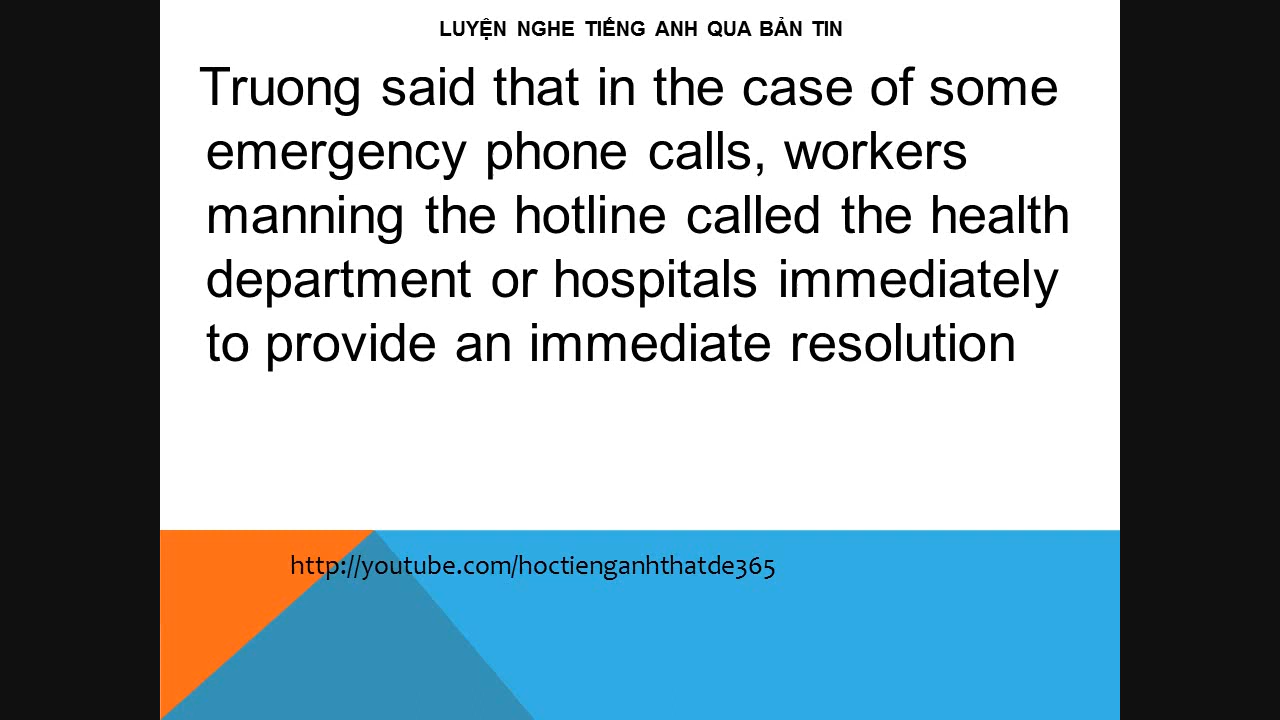 LUYỆN NGHE TIẾNG ANH QUA BẢN TIN
Truong said that in the case of some
emergency phone calls, workers
manning the hotline called the health
department or hospitals immediately
to provide an immediate resolution
http://youtube.com/hoctienganhthatde365